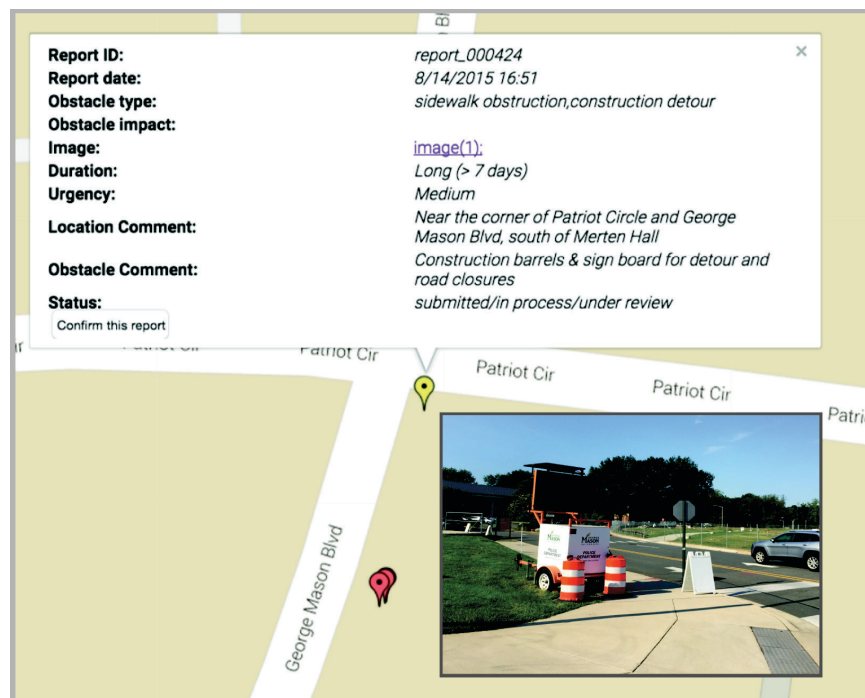 Bl
Report ID: report_000424
Report date: 8/14/2015 16:51
Obstacle type: sidewalk obstruction,construction detour
Obstacle impact:
Image: image(1);
Duration: Long (> 7 days)
Urgency: Medium
Location Comment: Near the corner of Patriot Circle and George
Mason Blvd, south of Merten Hall
Obstacle Comment: Construction barrels & sign board for detour and
road closures
Status: submitted/in process/under review
Confirm this report
ir Patriot Cir Patriot Cir
Patriot Cir
Patriot Cir
Patri
George Mason Blvd
MASON
POLICE
DEPARTMENT
MASON